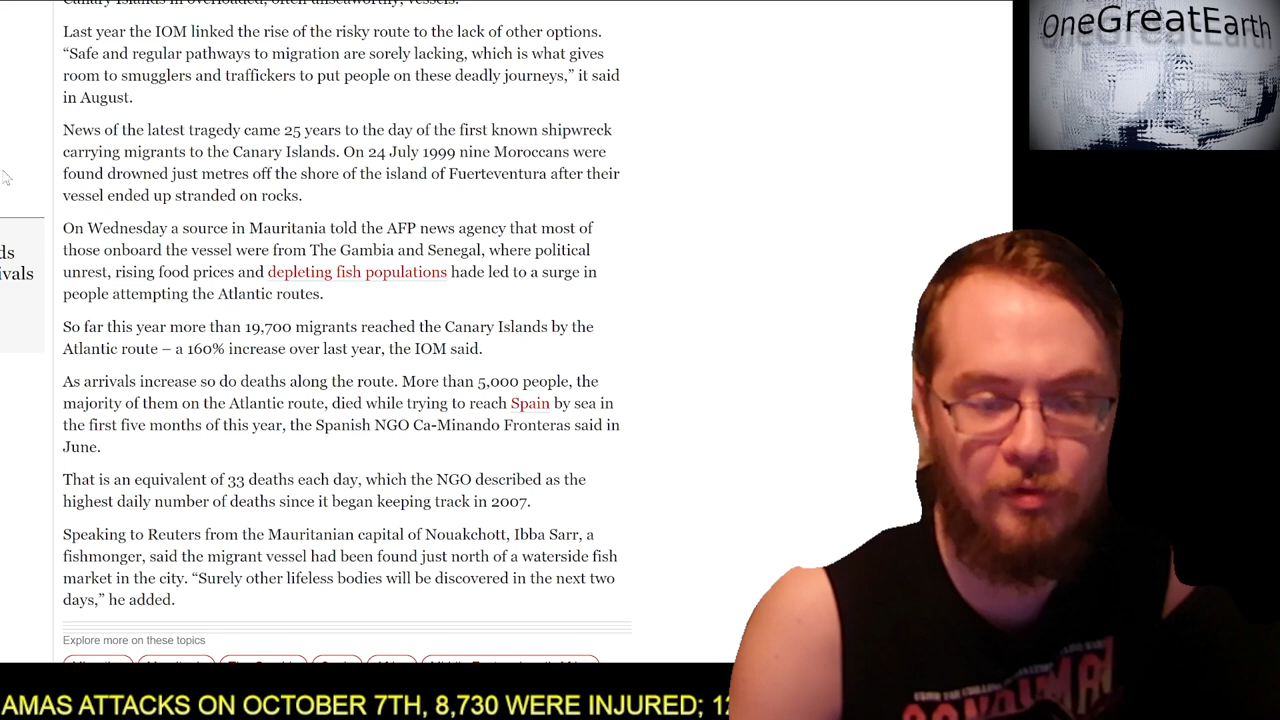 Canary Islands in overloaded, often unseaworthy, vessels.
OneGreatEarth
Last year the IOM linked the rise of the risky route to the lack of other options.
“Safe and regular pathways to migration are sorely lacking, which is what gives
room to smugglers and traffickers to put people on these deadly journeys,” it said
in August.
News of the latest tragedy came 25 years to the day of the first known shipwreck
carrying migrants to the Canary Islands. On 24 July 1999 nine Moroccans were
found drowned just metres off the shore of the island of Fuerteventura after their
vessel ended up stranded on rocks.
ds
ivals
On Wednesday a source in Mauritania told the AFP news agency that most of
those onboard the vessel were from The Gambia and Senegal, where political
unrest, rising food prices and depleting fish populations hade led to a surge in
people attempting the Atlantic routes.
So far this year more than 19,700 migrants reached the Canary Islands by the
Atlantic route – a 160% increase over last year, the IOM said.
As arrivals increase so do deaths along the route. More than 5,000 people, the
majority of them on the Atlantic route, died while trying to reach Spain by sea in
the first five months of this year, the Spanish NGO Ca-Minando Fronteras said in
June.
That is an equivalent of 33 deaths each day, which the NGO described as the
highest daily number of deaths since it began keeping track in 2007.
Speaking to Reuters from the Mauritanian capital of Nouakchott, Ibba Sarr, a
fishmonger, said the migrant vessel had been found just north of a waterside fish
market in the city. “Surely other lifeless bodies will be discovered in the next two
days,” he added.
Explore more on these topics
AMAS ATTACKS ON OCTOBER 7TH, 8,730 WERE INJURED; 12